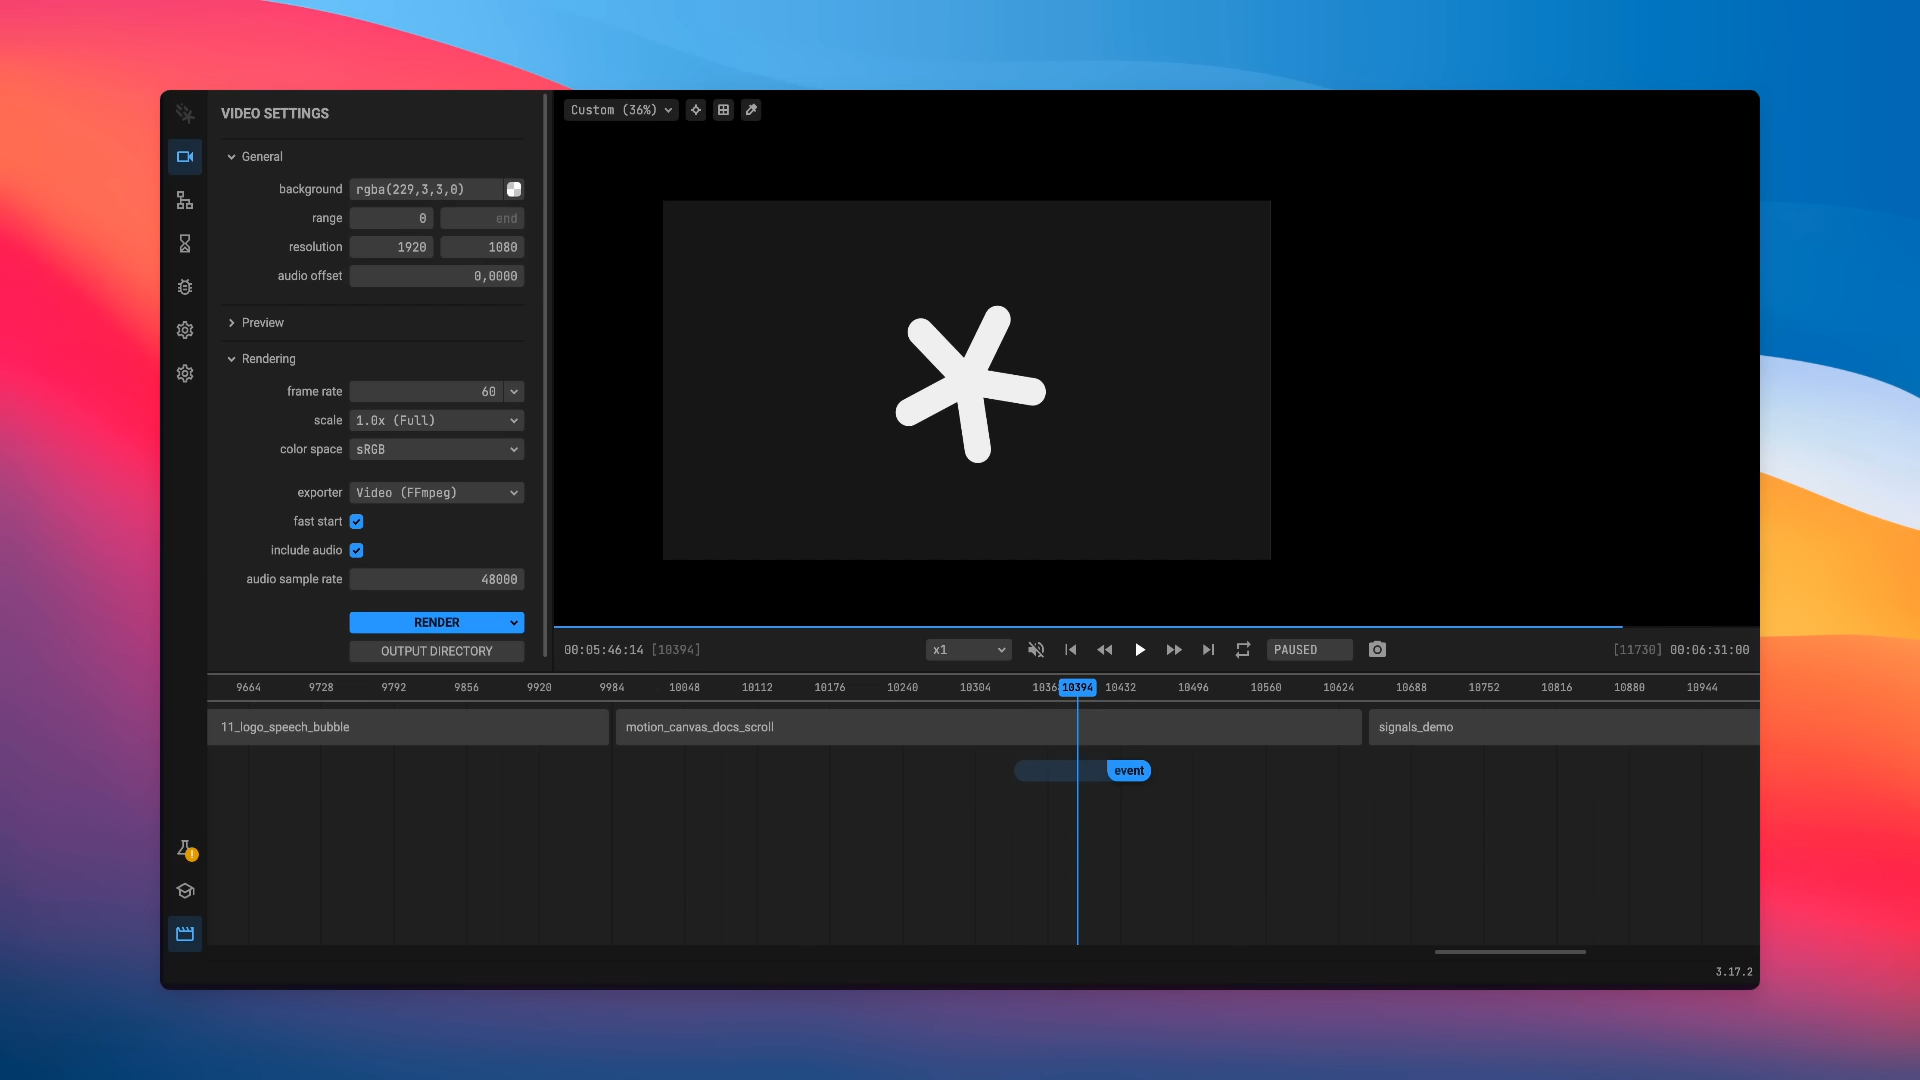 VIDEO SETTINGS
General
background rgba(229,3,3,0)
range 0 end
resolution 1920 1080
audio offset 0,0000
Preview
Rendering
frame rate 60
scale 1.0x (Full)
color space sRGB
exporter Video (FFmpeg)
fast start
include audio
audio sample rate 48000
RENDER
OUTPUT DIRECTORY
Custom (36%)
00:05:46:14 [10394] x1 PAUSED [11730] 00:06:31:00
9664 9728 9792 9856 9920 9984 10048 10112 10176 10240 10304 1036 10394 10432 10496 10560 10624 10688 10752 10816 10880 10944
11_logo_speech_bubble motion_canvas_docs_scroll signals_demo
event
3.17.2